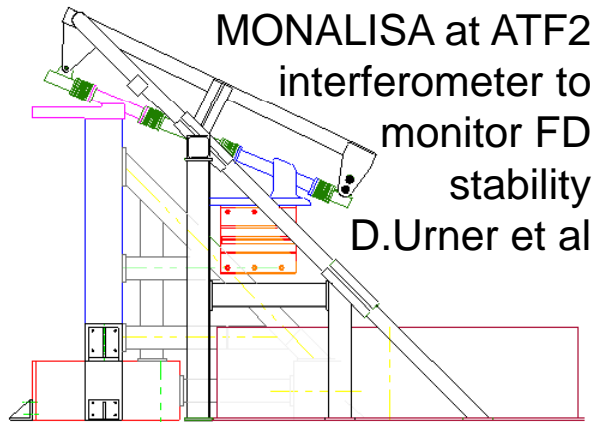 MONALISA at ATF2
interferometer to
monitor FD
stability
D.Urner et al